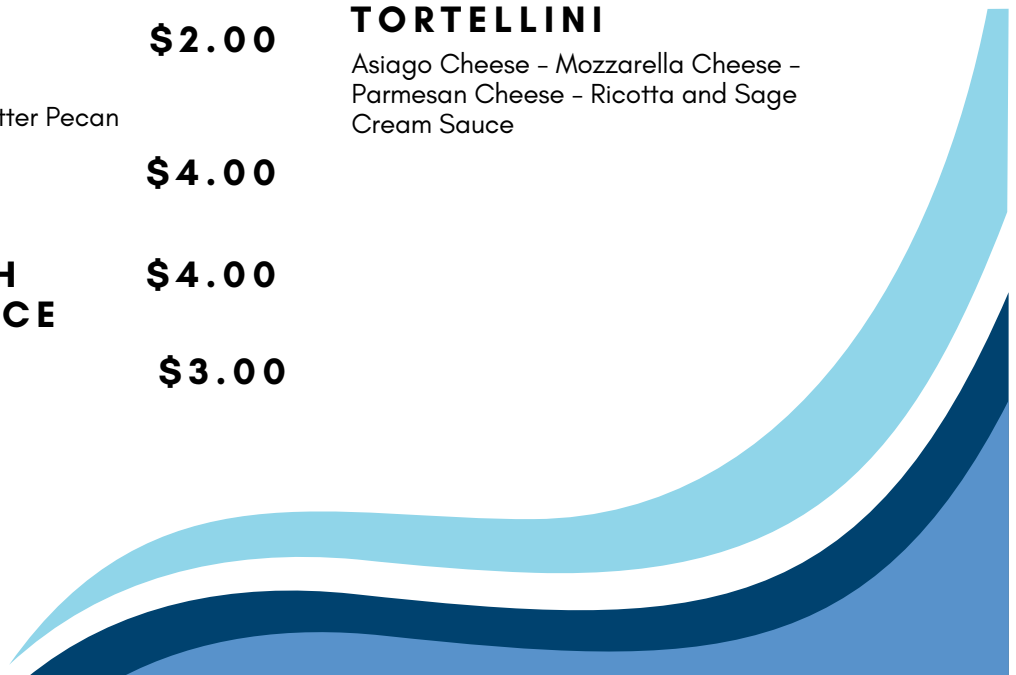 $2.00
tter Pecan
$4.00
H $4.00
CE
$3.00
TORTELLINI
Asiago Cheese - Mozzarella Cheese -
Parmesan Cheese - Ricotta and Sage
Cream Sauce